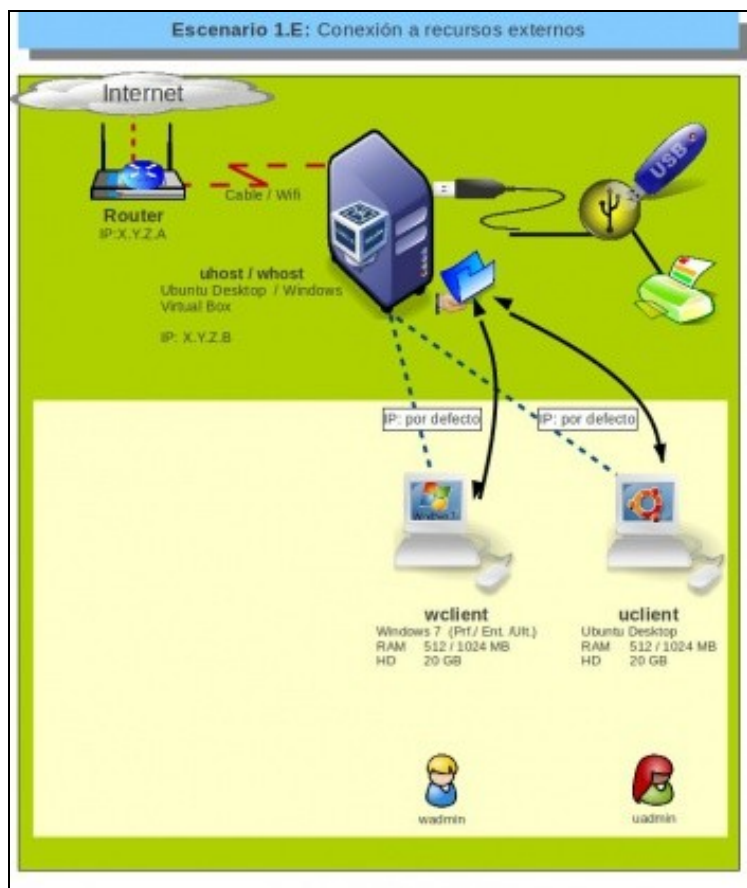 Escenario 1.E: Conexión a recursos externos
Internet
USB
Cable / Wifi
Router
IP:X.Y.Z.A
uhost / whost
Ubuntu Desktop / Windows
Virtual Box
IP: X.Y.Z.B
IP: por defecto
IP: por defecto
Windows 7
wclient
Windows 7 (Prf./ Ent. /Ult.)
RAM 512 / 1024 MB
HD 20 GB
uclient
Ubuntu Desktop
RAM 512 / 1024 MB
HD 20 GB
wadmin
uadmin